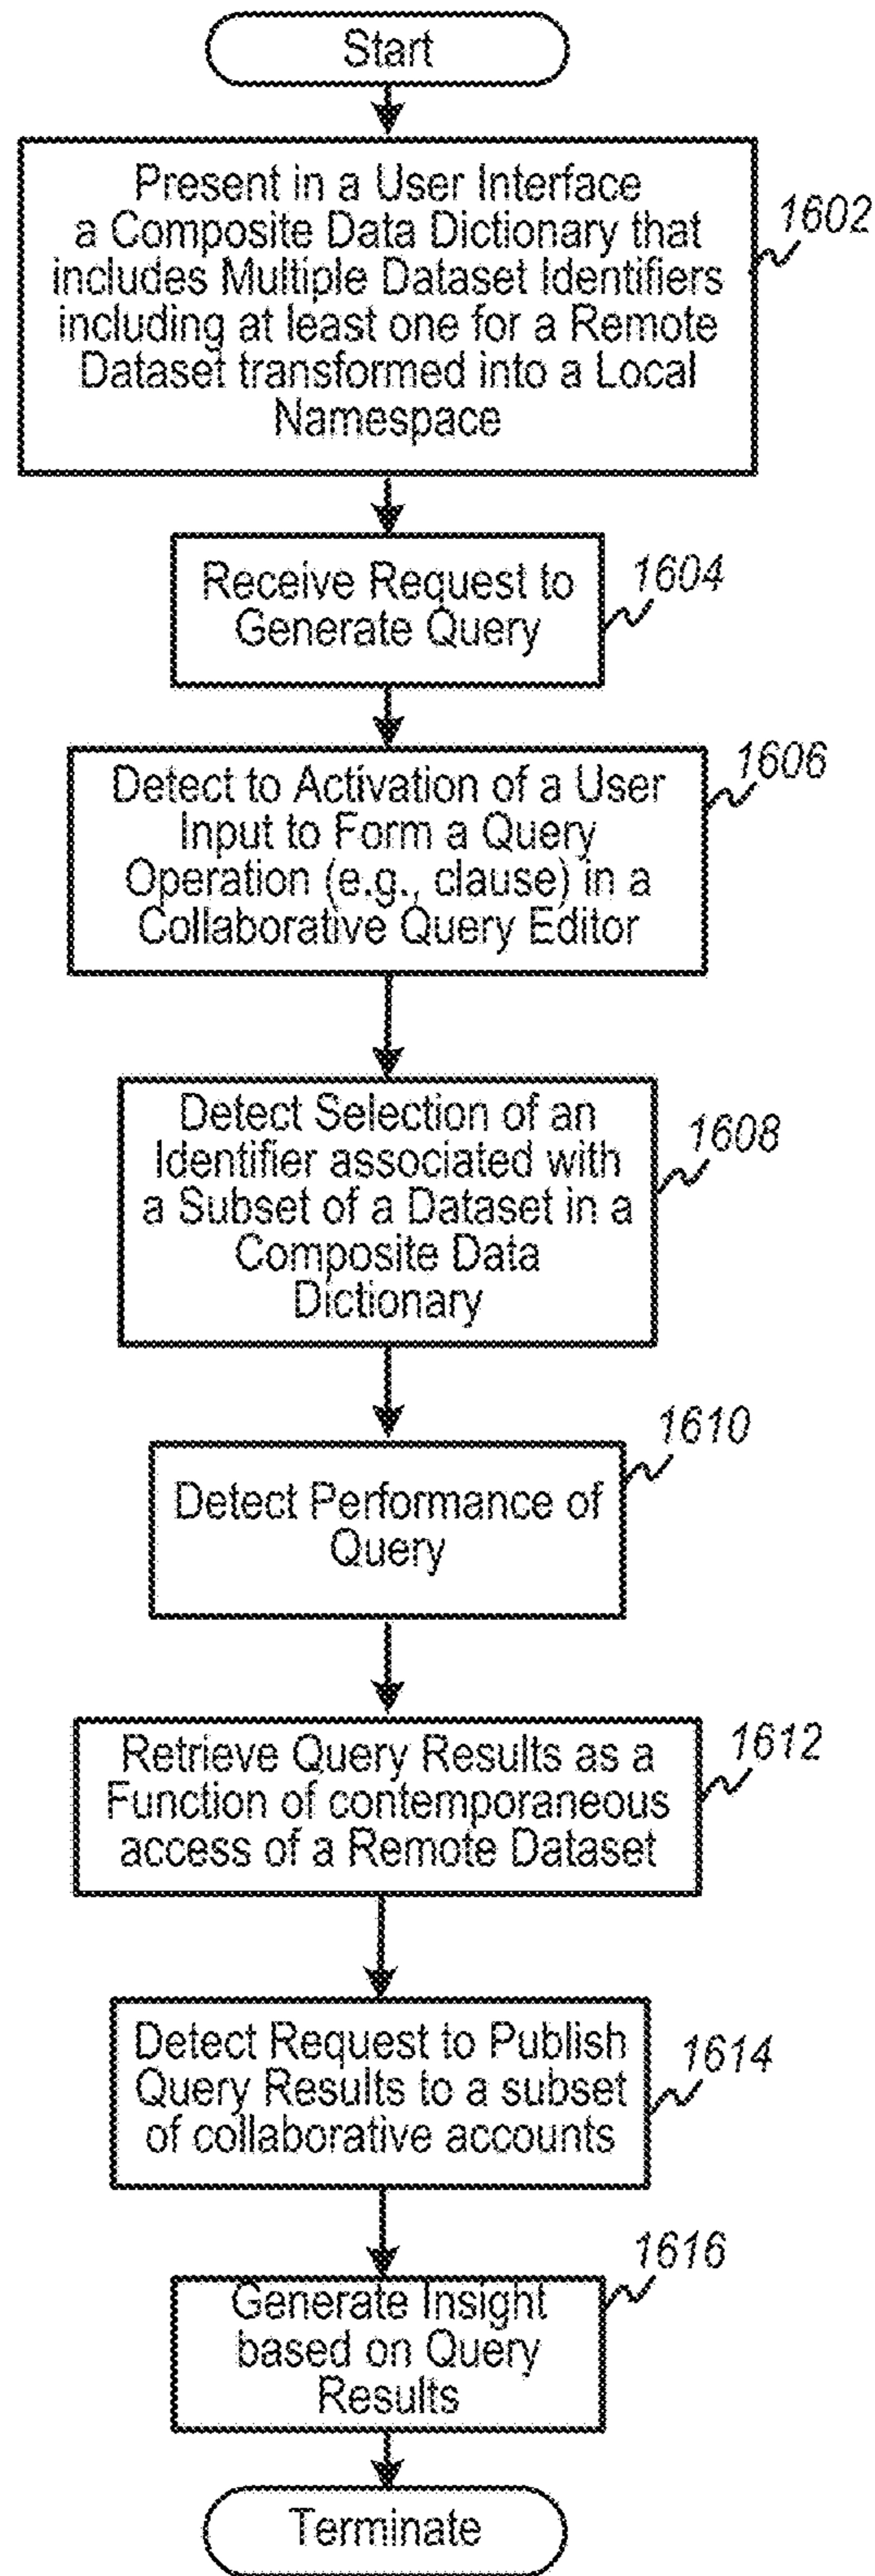 Start
Present in a User Interface
a Composite Data Dictionary that
includes Multiple Dataset Identifiers
including at least one for a Remote
Dataset transformed into a Local
Namespace
1602
Receive Request to
Generate Query
1604
Detect to Activation of a User
Input to Form a Query
Operation (e.g., clause) in a
Collaborative Query Editor
1606
Detect Selection of an
Identifier associated with
a Subset of a Dataset in a
Composite Data
Dictionary
1608
Detect Performance of
Query
1610
Retrieve Query Results as a
Function of contemporaneous
access of a Remote Dataset
1612
Detect Request to Publish
Query Results to a subset
of collaborative accounts
1614
Generate Insight
based on Query
Results
1616
Terminate